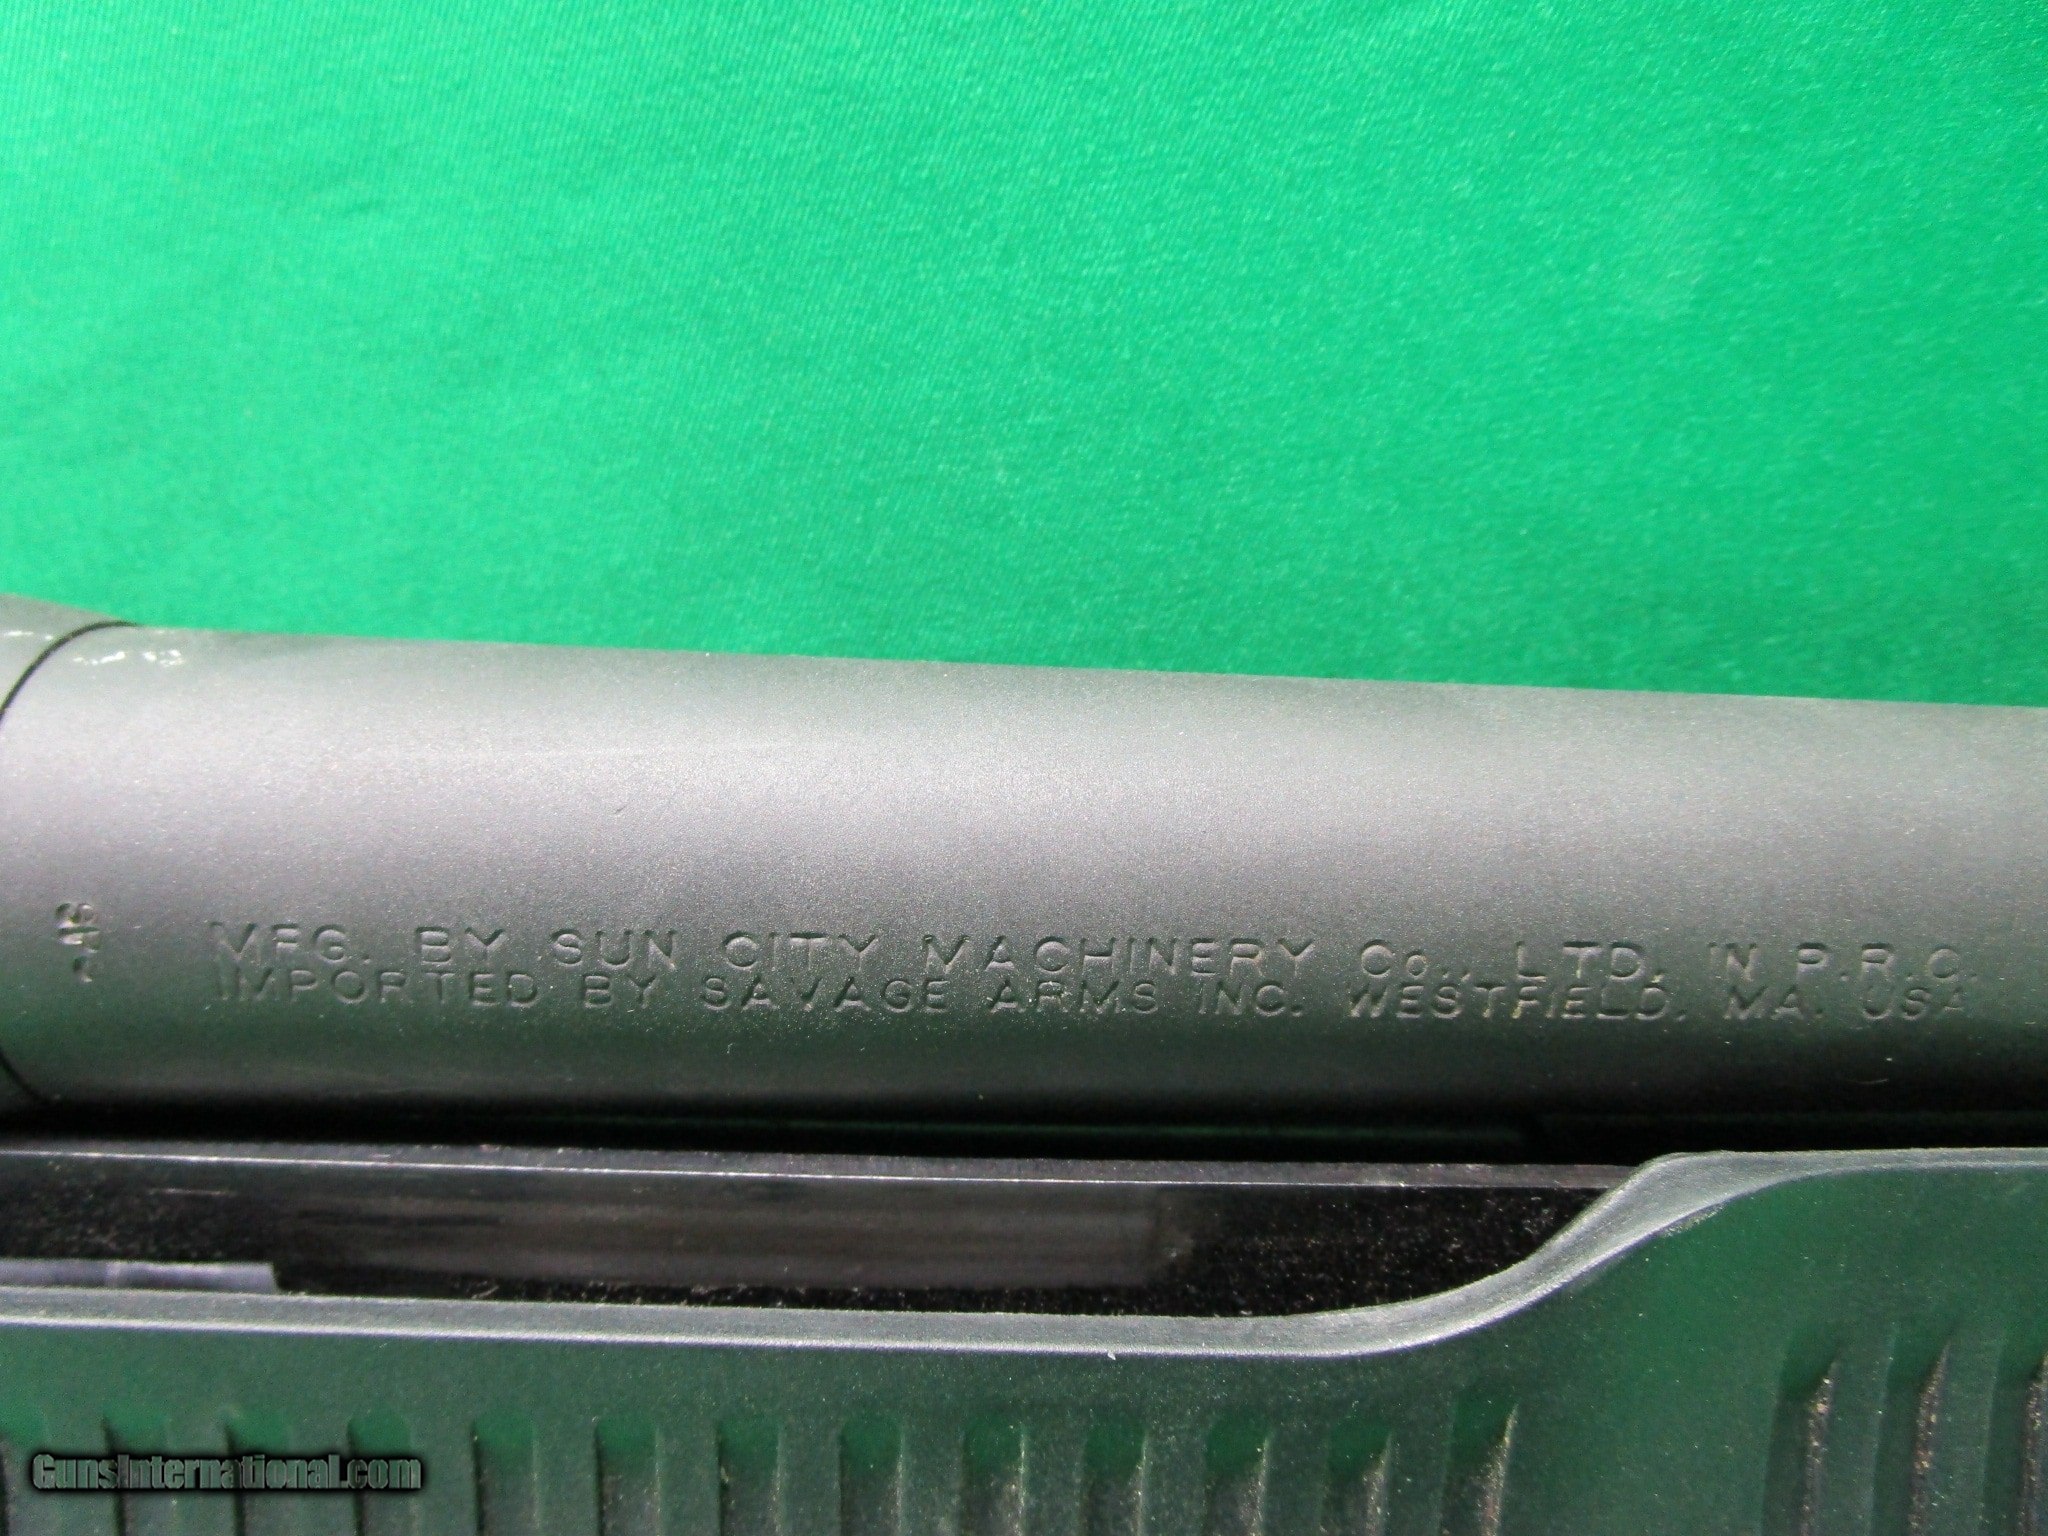 MFG. BY SUN CITY MACHINERY Co., LTD. IN P.R.C.
IMPORTED BY SAVAGE ARMS INC. WESTFIELD, MA. USA
GunsInternational.com